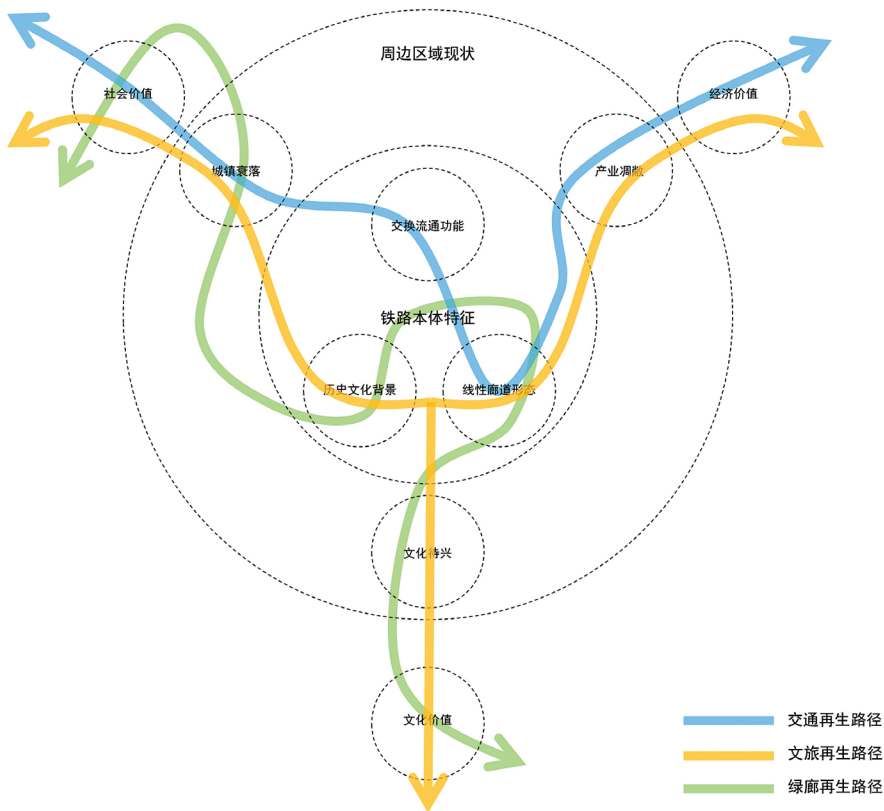 周边区域现状
社会价值
经济价值
城镇衰落
产业凋敝
交换流通功能
铁路本体特征
历史文化背景
线性廊道形态
文化待兴
文化价值
交通再生路径
文旅再生路径
绿廊再生路径